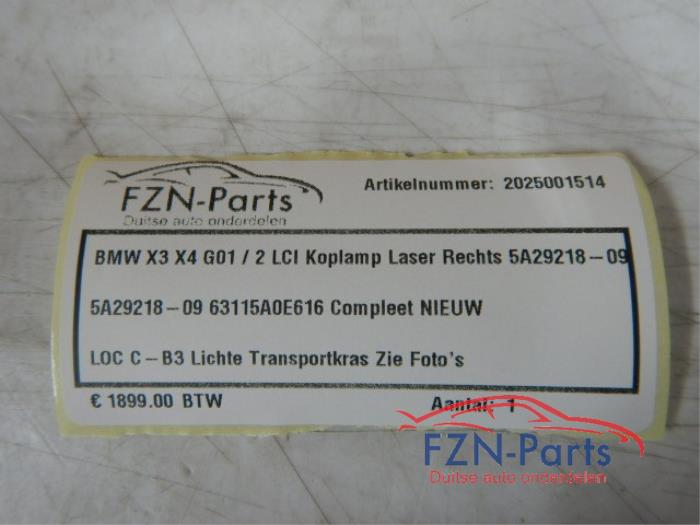 FZN-Parts
Duitse auto onderdelen
Artikelnummer: 2025001514
BMW X3 X4 G01 / 2 LCI Koplamp Laser Rechts 5A29218-09
5A29218-09 63115A0E616 Compleet NIEUW
LOC C-B3 Lichte Transportkras Zie Foto's
€ 1899.00 BTW
Aantal: 1
FZN-Parts
Duitse auto onderdelen